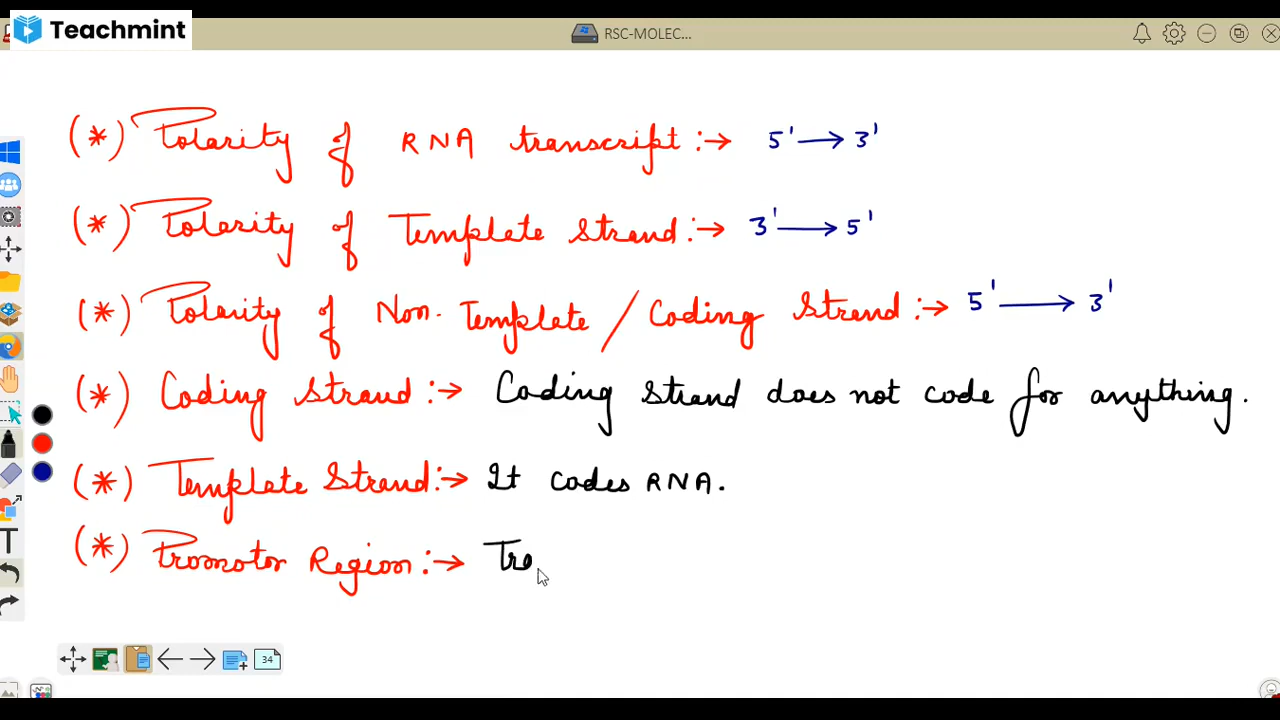 Teachmint
RSC-MOLEC...
(*) Polarity of RNA transcript :→ 5' → 3'
(*) Polarity of Template Strand :→ 3' → 5'
(*) Polarity of Non-Template / Coding Strand :→ 5' → 3'
(*) Coding Strand :→ Coding Strand does not code for anything.
(*) Template Strand :→ It codes RNA.
(*) Promotor Region :→ Tra
T
34